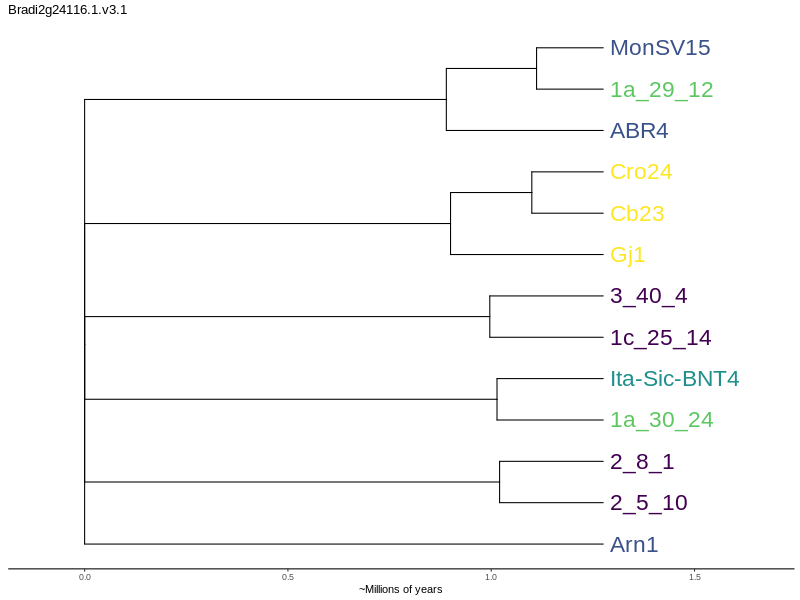 Bradi2g24116.1.v3.1
MonSV15
1a_29_12
ABR4
Cro24
Cb23
Gj1
3_40_4
1c_25_14
Ita-Sic-BNT4
1a_30_24
2_8_1
2_5_10
Arn1
0.0 0.5 1.0 1.5
~Millions of years